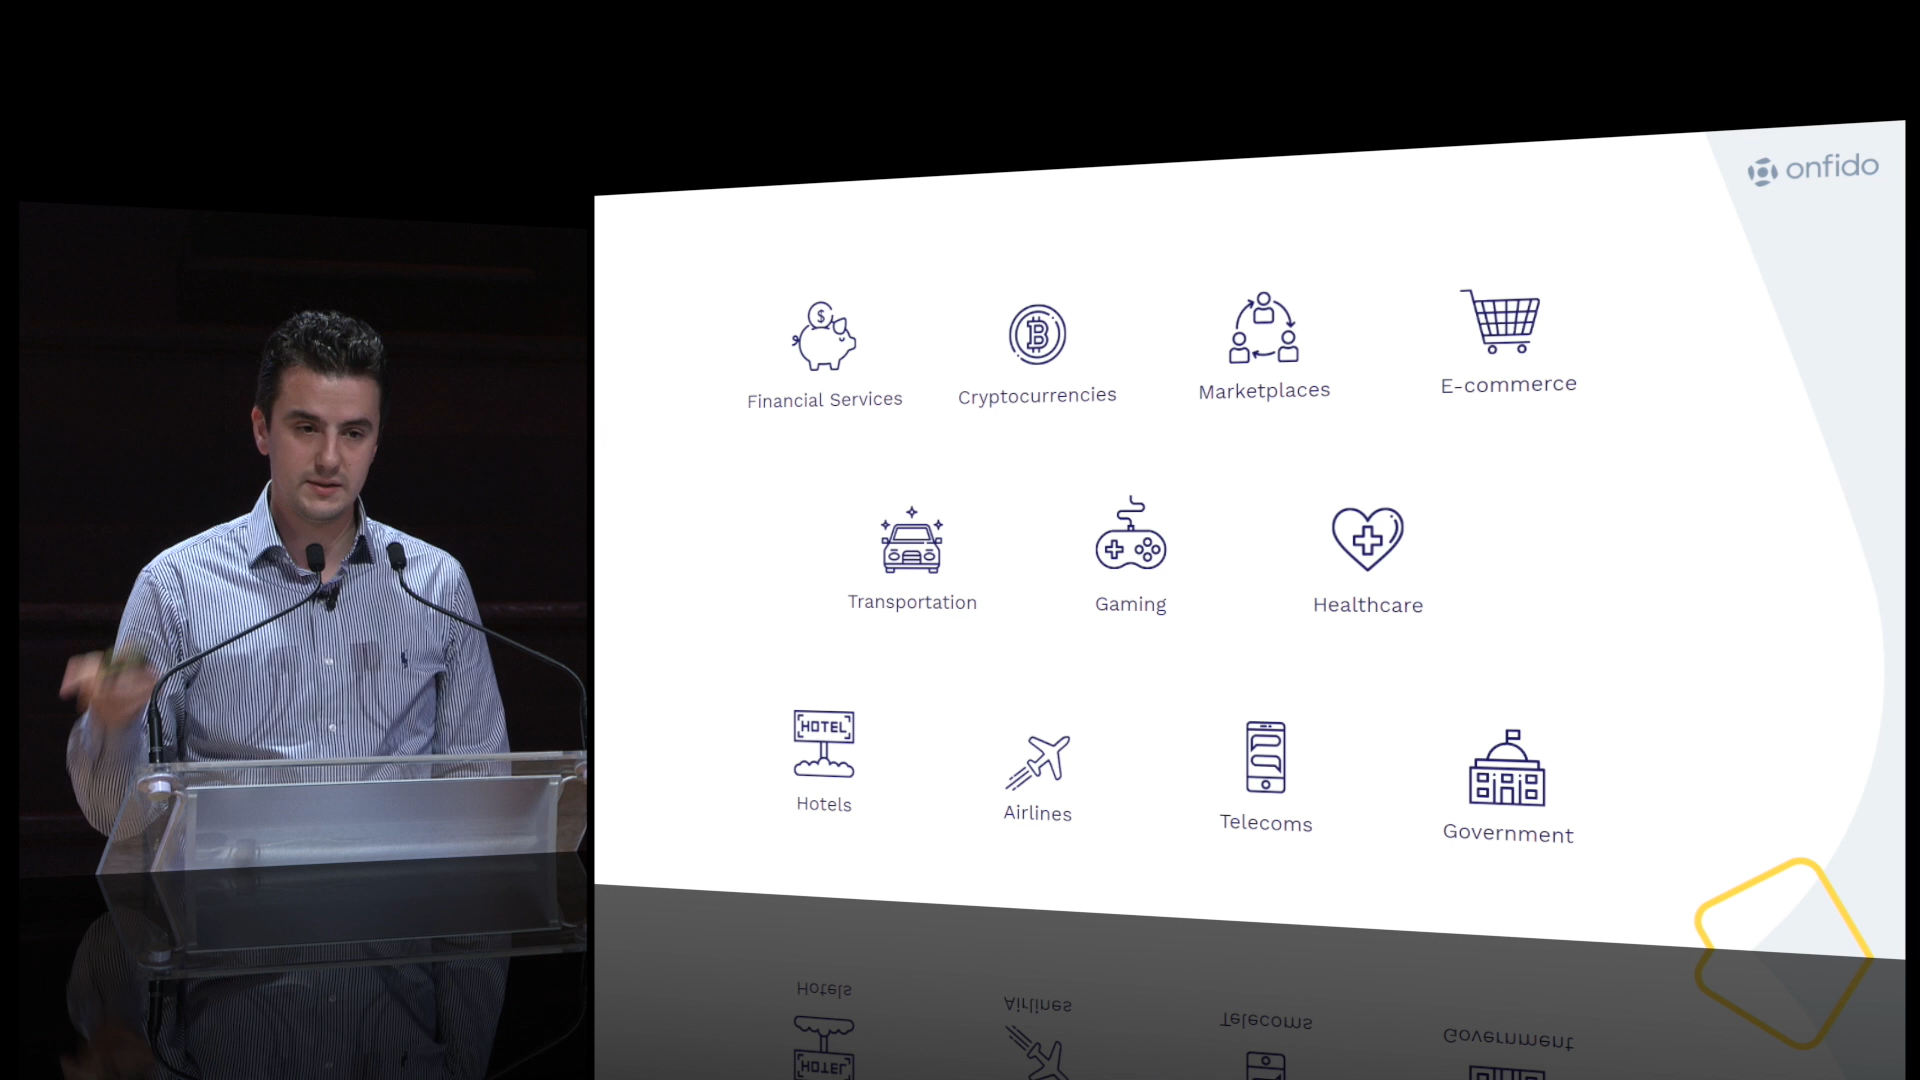 onfido
$
Financial Services
Cryptocurrencies
Marketplaces
E-commerce
Transportation
Gaming
Healthcare
HOTEL
Hotels
Airlines
Telecoms
Government